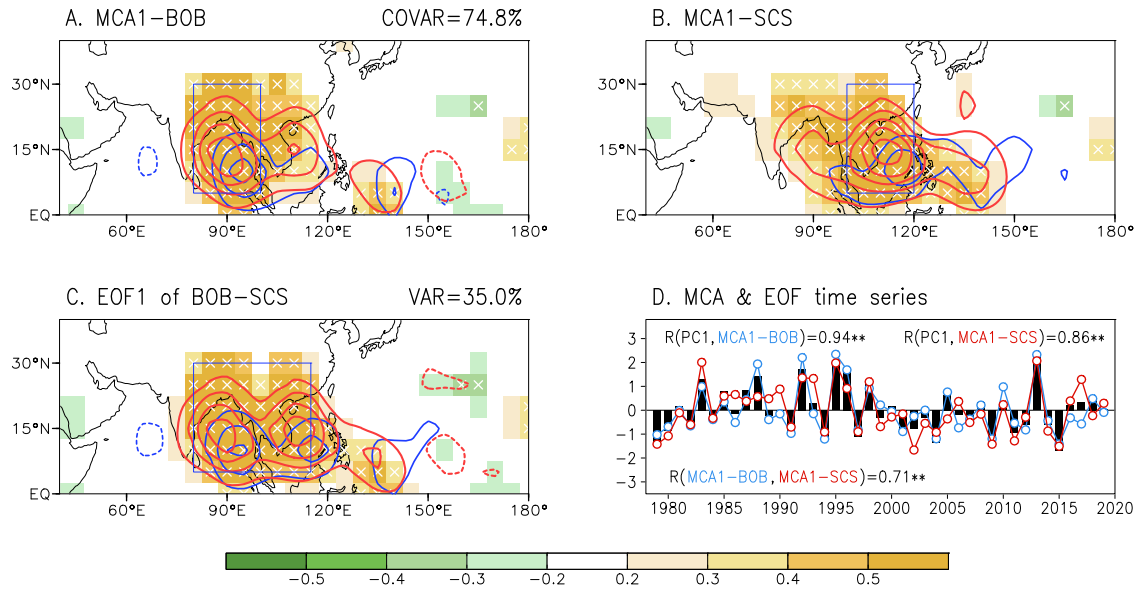 A. MCA1-BOB COVAR=74.8%
30°N
15°N
EQ
60°E 90°E 120°E 150°E 180°
B. MCA1-SCS
30°N
15°N
EQ
60°E 90°E 120°E 150°E 180°
C. EOF1 of BOB-SCS VAR=35.0%
30°N
15°N
EQ
60°E 90°E 120°E 150°E 180°
D. MCA & EOF time series
R(PC1,MCA1-BOB)=0.94** R(PC1,MCA1-SCS)=0.86**
3
2
1
0
-1
-2
-3
R(MCA1-BOB,MCA1-SCS)=0.71**
1980 1985 1990 1995 2000 2005 2010 2015 2020
-0.5 -0.4 -0.3 -0.2 0.2 0.3 0.4 0.5